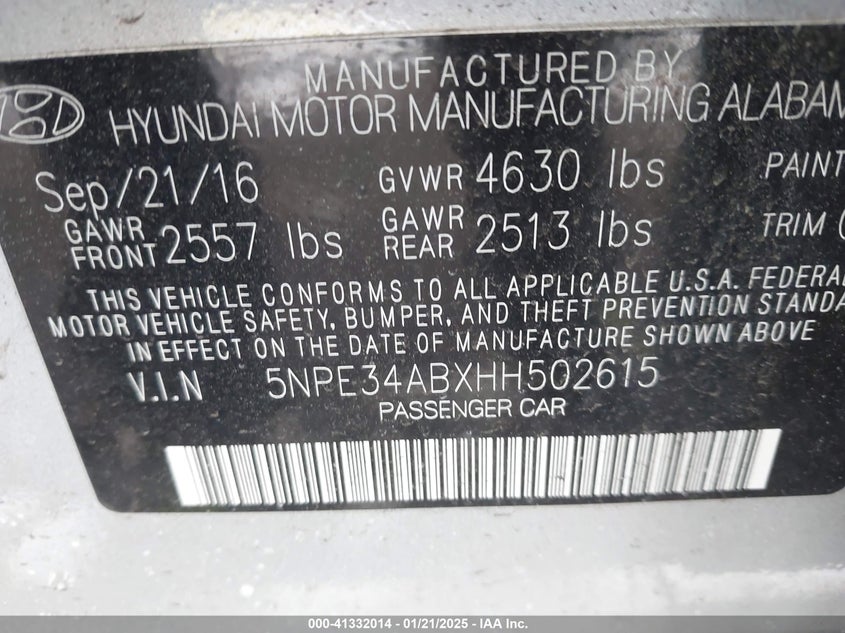 MANUFACTURED BY
HYUNDAI MOTOR MANUFACTURING ALABAM
Sep/21/16 GVWR 4630 lbs PAINT
GAWR FRONT 2557 lbs GAWR REAR 2513 lbs TRIM
THIS VEHICLE CONFORMS TO ALL APPLICABLE U.S.A. FEDERAL
MOTOR VEHICLE SAFETY, BUMPER, AND THEFT PREVENTION STANDA
IN EFFECT ON THE DATE OF MANUFACTURE SHOWN ABOVE
V.I.N 5NPE34ABXHH502615
PASSENGER CAR
000-41332014 - 01/21/2025 - IAA Inc.